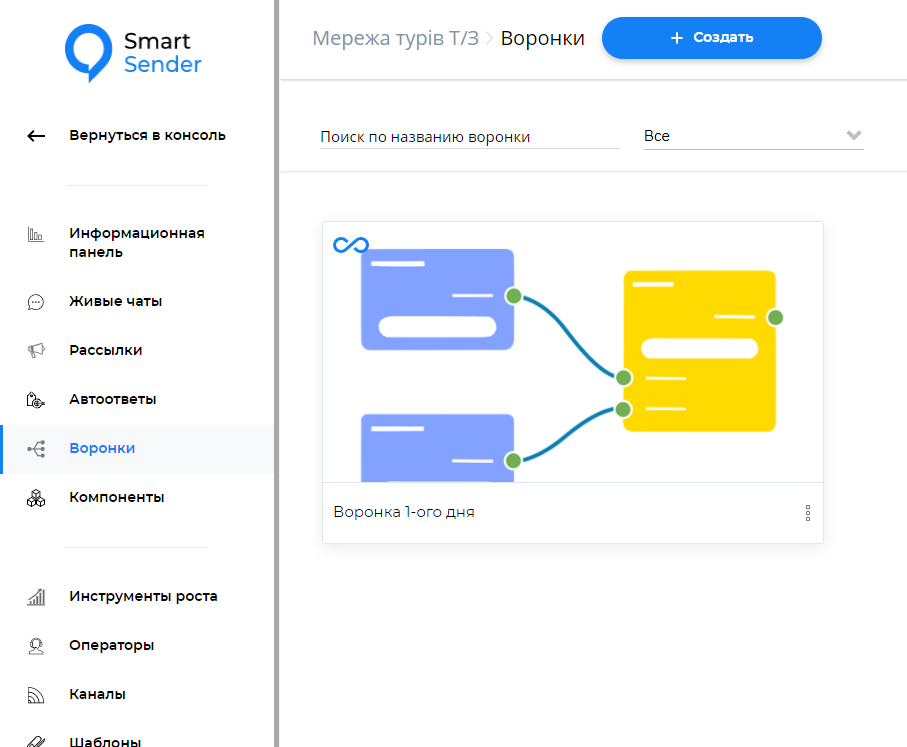 Smart
Sender
Вернуться в консоль
Информационная
панель
Живые чаты
Рассылки
Автоответы
Воронки
Компоненты
Инструменты роста
Операторы
Каналы
Шаблоны
Мережа турів Т/З > Воронки
+ Создать
Поиск по названию воронки
Все
Воронка 1-ого дня